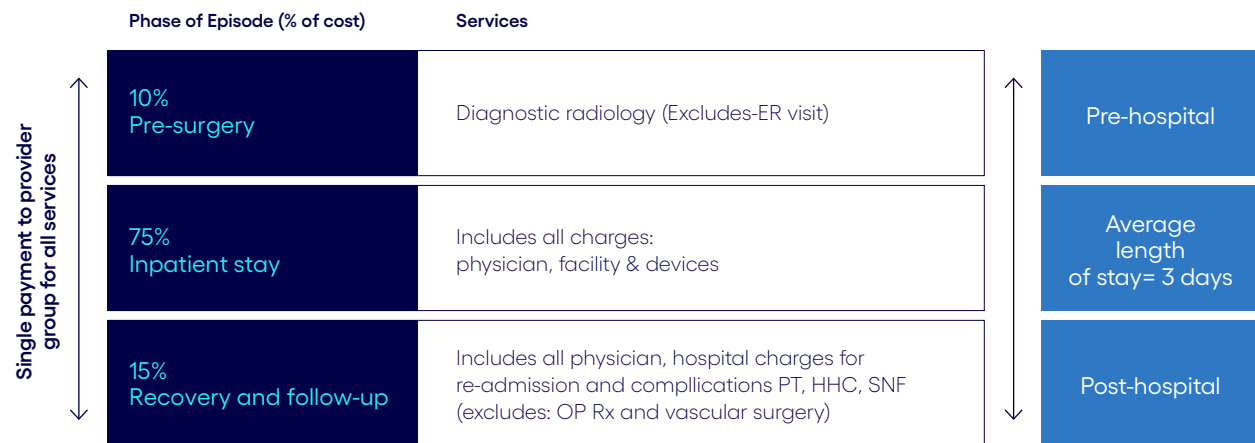 Phase of Episode (% of cost)
Services
Single payment to provider
group for all services
10%
Pre-surgery
Diagnostic radiology (Excludes-ER visit)
Pre-hospital
75%
Inpatient stay
Includes all charges:
physician, facility & devices
Average
length
of stay= 3 days
15%
Recovery and follow-up
Includes all physician, hospital charges for
re-admission and compllications PT, HHC, SNF
(excludes: OP Rx and vascular surgery)
Post-hospital